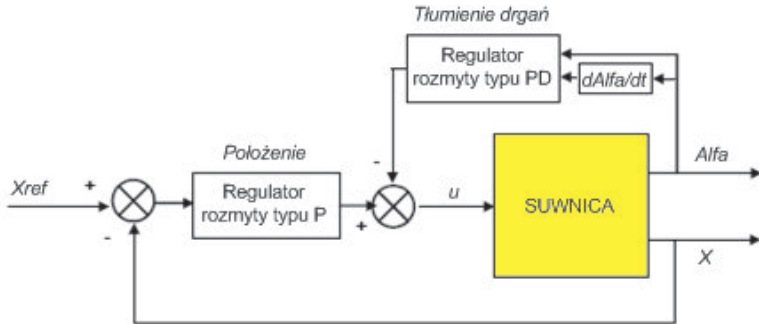 Tłumienie drgań
Regulator
rozmyty typu PD
dAlfa/dt
Położenie
Regulator
rozmyty typu P
Xref
+
-
-
+
u
SUWNICA
Alfa
X